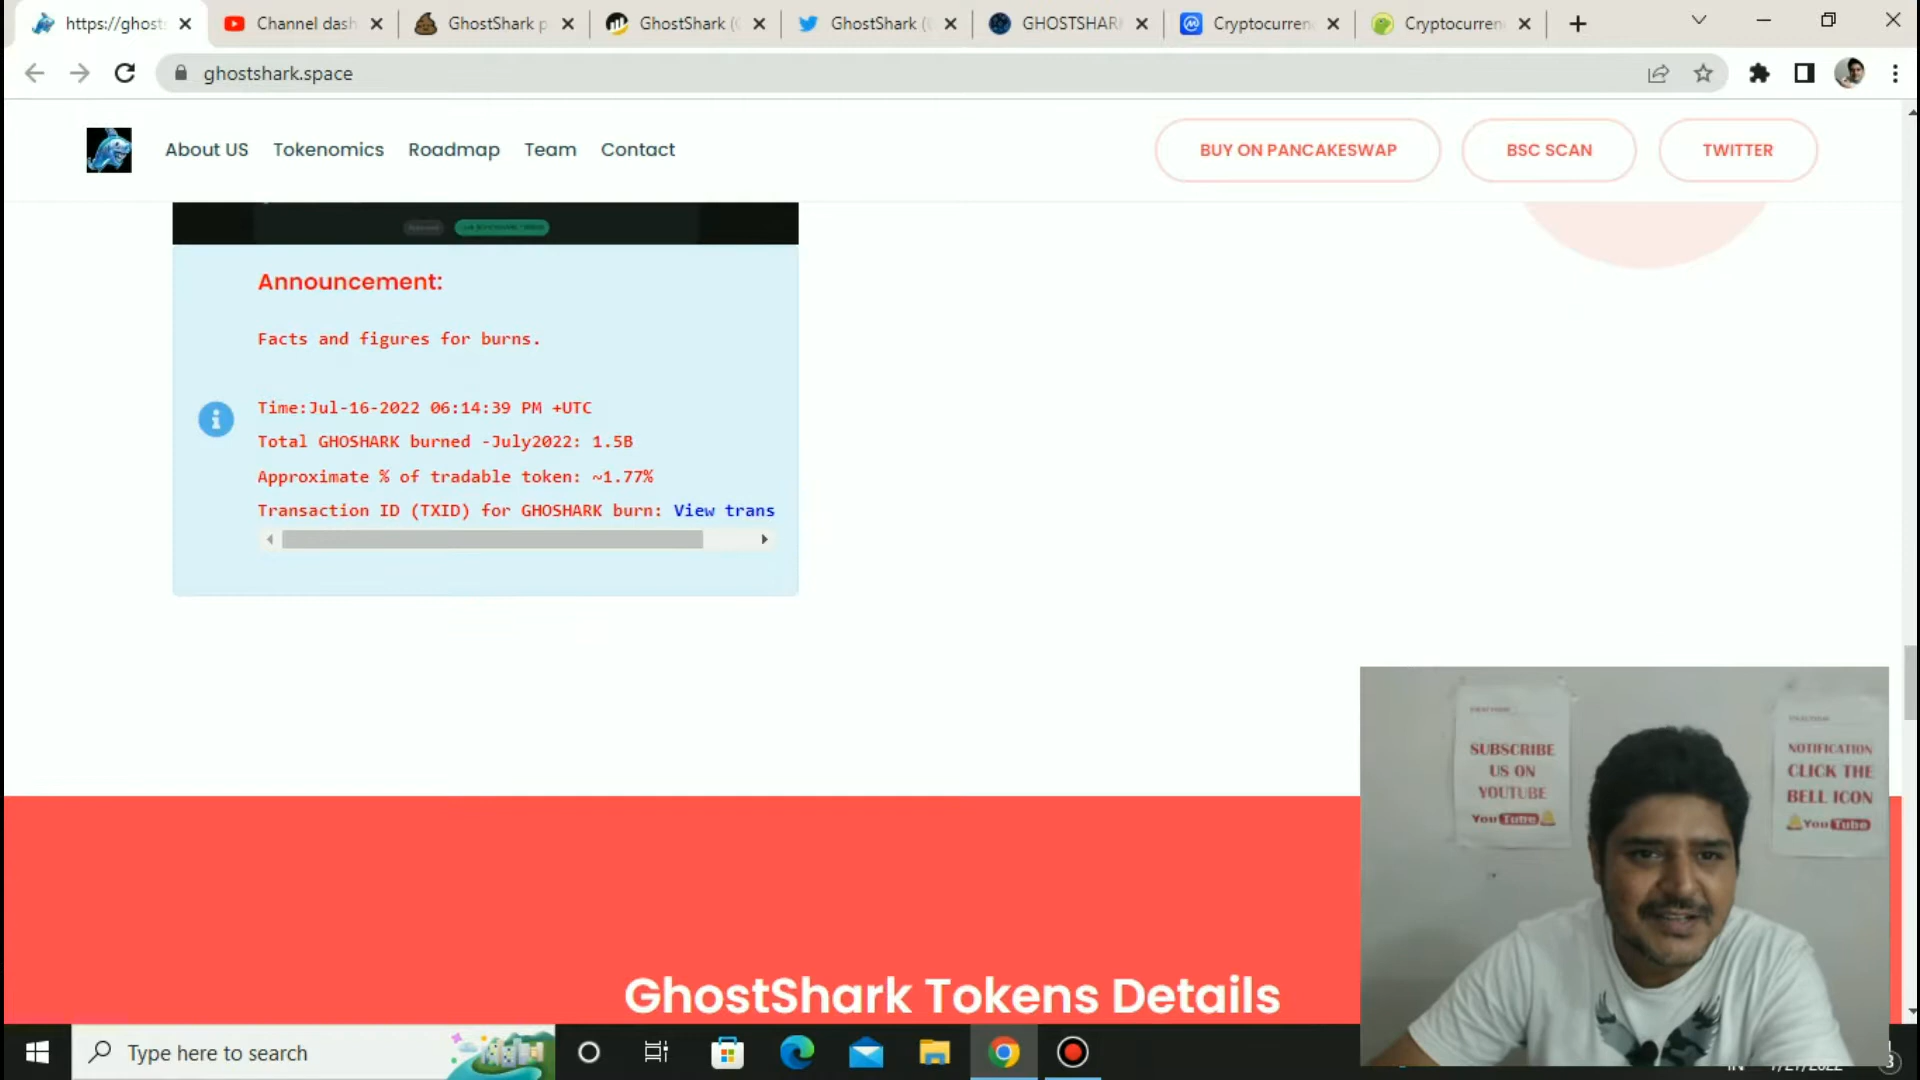 https://ghost
Channel dash
GhostShark p
GhostShark (
GhostShark (
GHOSTSHARK
Cryptocurren
Cryptocurren
ghostshark.space
About US
Tokenomics
Roadmap
Team
Contact
BUY ON PANCAKESWAP
BSC SCAN
TWITTER
Announcement:
Facts and figures for burns.
Time:Jul-16-2022 06:14:39 PM +UTC
Total GHOSHARK burned -July2022: 1.5B
Approximate % of tradable token: ~1.77%
Transaction ID (TXID) for GHOSHARK burn: View trans
SUBSCRIBE
US ON
YOUTUBE
YouTube
NOTIFICATION
CLICK THE
BELL ICON
YouTube
GhostShark Tokens Details
Type here to search